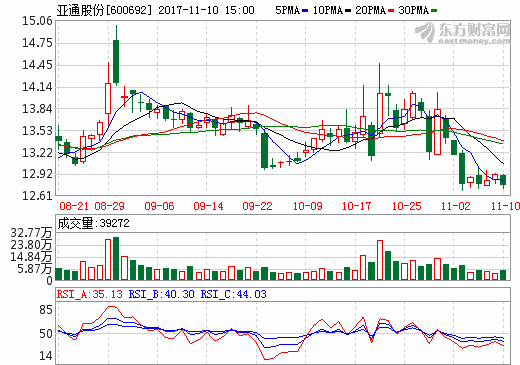 亚通股份[600692] 2017-11-10 15:00 5PMA 10PMA 20PMA 30PMA
东方财富网
eastmoney.com
15.06
14.75
14.45
14.14
13.84
13.53
13.22
12.92
12.61
08-21 08-29 09-06 09-14 09-22 10-09 10-17 10-25 11-02 11-10
成交量:39272
32.77万
23.80万
14.84万
5.87万
0
RSI_A:35.13 RSI_B:40.30 RSI_C:44.03
85
50
14